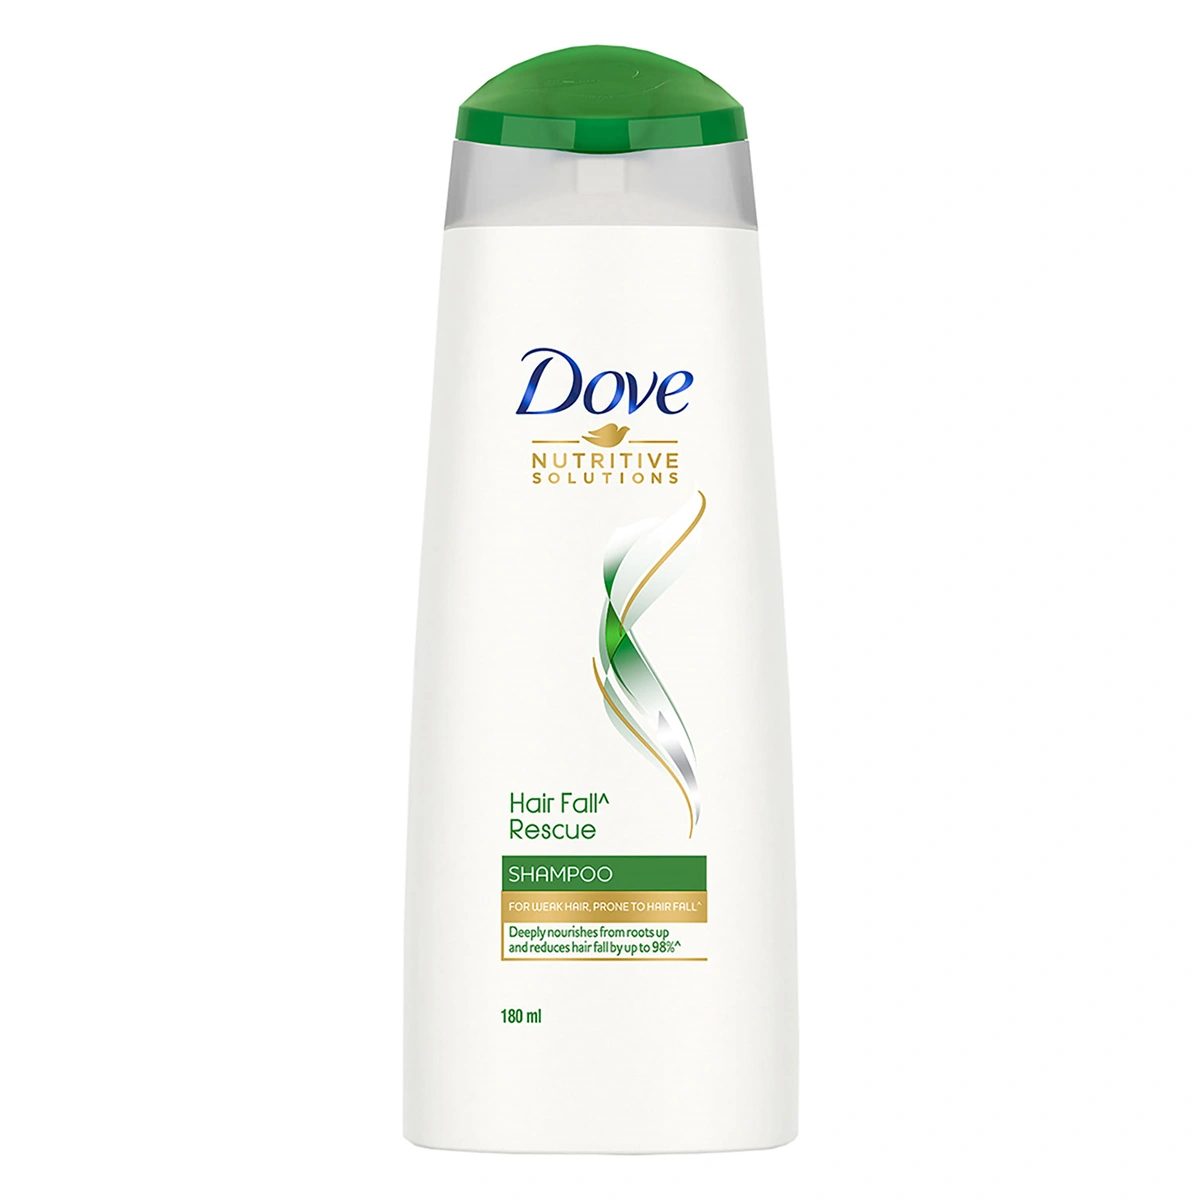 Dove
NUTRITIVE
SOLUTIONS
Hair Fall^
Rescue
SHAMPOO
FOR WEAK HAIR, PRONE TO HAIR FALL^
Deeply nourishes from roots up
and reduces hair fall by up to 98%^
180 ml